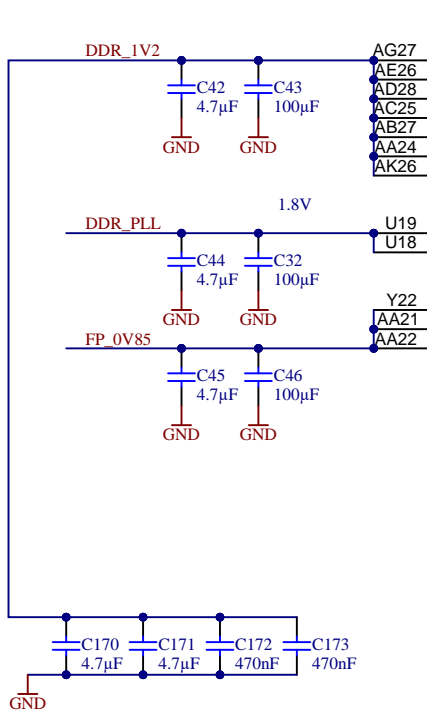 DDR_1V2
AG27
AE26
AD28
AC25
AB27
AA24
AK26
C42
4.7µF
C43
100µF
GND
GND
1.8V
DDR_PLL
U19
U18
C44
4.7µF
C32
100µF
GND
GND
Y22
AA21
AA22
FP_0V85
C45
4.7µF
C46
100µF
GND
GND
C170
4.7µF
C171
4.7µF
C172
470nF
C173
470nF
GND